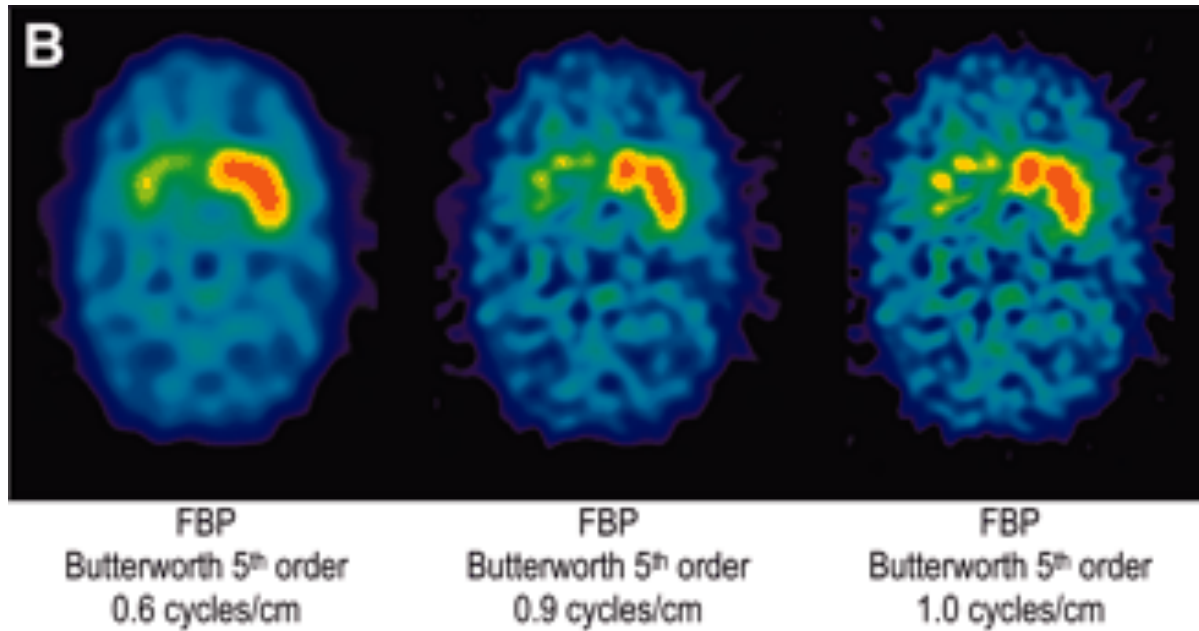 B
FBP
Butterworth 5th order
0.6 cycles/cm
FBP
Butterworth 5th order
0.9 cycles/cm
FBP
Butterworth 5th order
1.0 cycles/cm